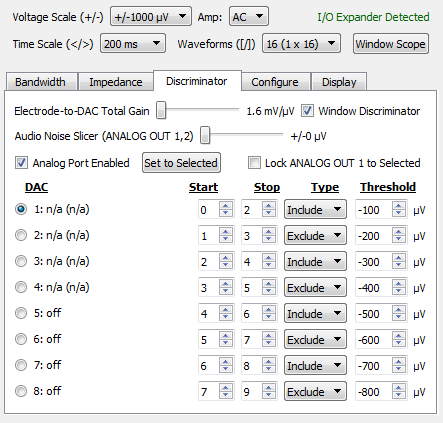 Voltage Scale (+/-) +/-1000 µV Amp: AC I/O Expander Detected
Time Scale (</>) 200 ms Waveforms ([/]) 16 (1 x 16) Window Scope
Bandwidth Impedance Discriminator Configure Display
Electrode-to-DAC Total Gain 1.6 mV/µV Window Discriminator
Audio Noise Slicer (ANALOG OUT 1,2) +/-0 µV
Analog Port Enabled Set to Selected Lock ANALOG OUT 1 to Selected
DAC Start Stop Type Threshold
1: n/a (n/a) 0 2 Include -100 µV
2: n/a (n/a) 1 3 Exclude -200 µV
3: n/a (n/a) 2 4 Include -300 µV
4: n/a (n/a) 3 5 Exclude -400 µV
5: off 4 6 Include -500 µV
6: off 5 7 Exclude -600 µV
7: off 6 8 Include -700 µV
8: off 7 9 Exclude -800 µV